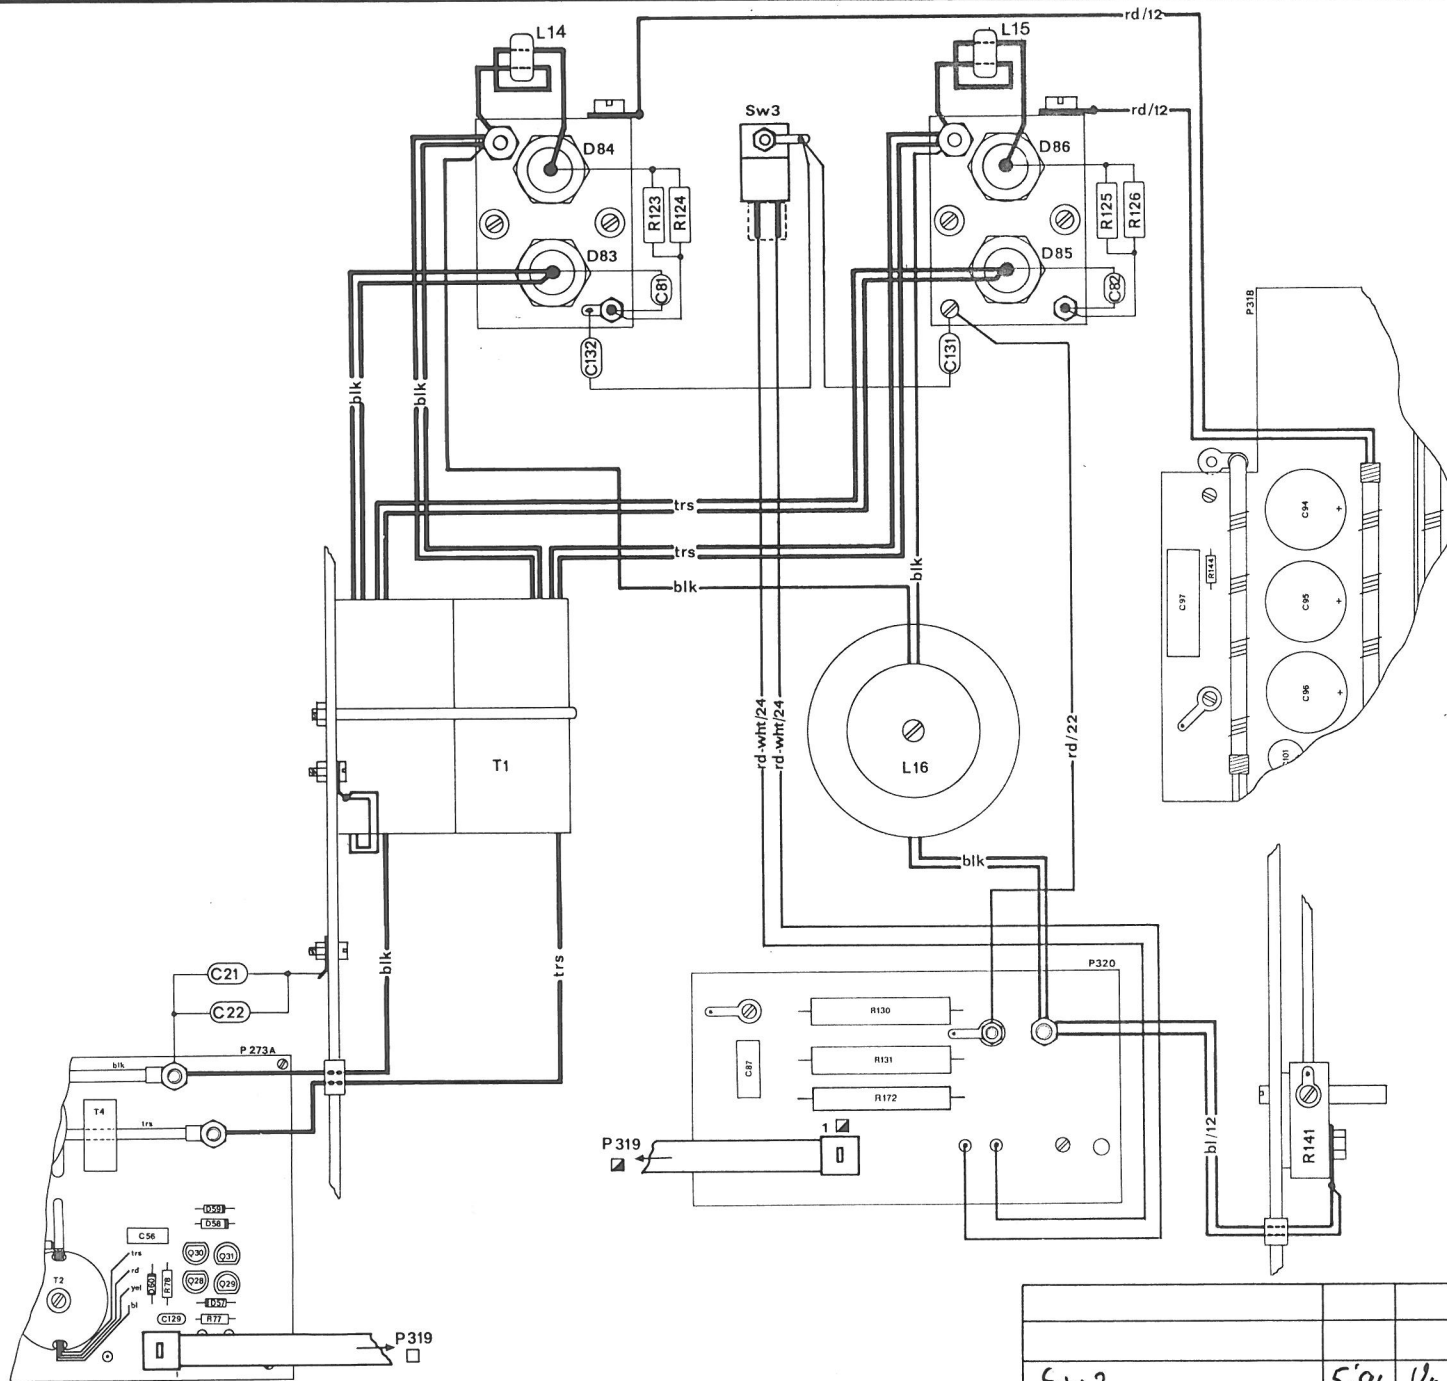 rd/12
L14
L15
Sw3
rd/12
D84
D86
R123
R124
R125
R126
D83
D85
C81
C82
P318
C132
C131
blk
blk
trs
trs
blk
blk
C94
R144
C97
C95
C96
rd-wht/24
rd-wht/24
rd/22
T1
L16
blk
blk
trs
C21
C22
P320
P 273A
blk
R130
C87
R131
R172
T4
trs
1
P319
bl/12
R141
D59
D58
C56
Q30
Q31
trs
rd
yel
bl
T2
D60
R78
Q28
Q29
D57
C129
R77
P319
1